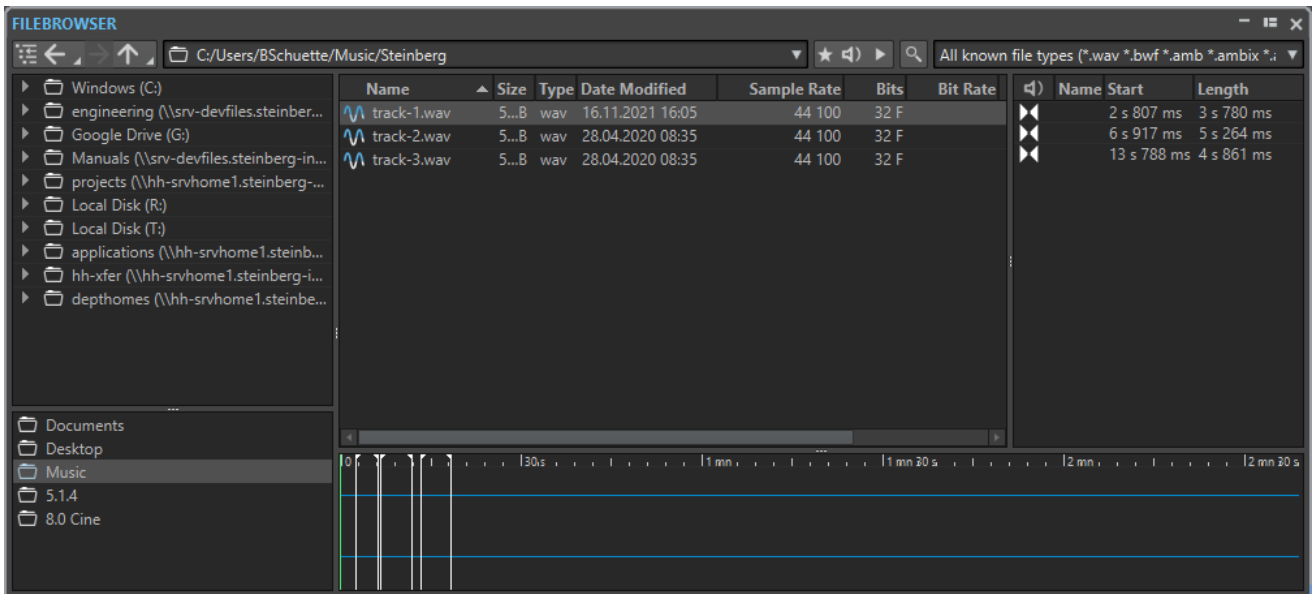 FILEBROWSER
C:/Users/BSchuette/Music/Steinberg
All known file types (*.wav *.bwf *.amb *.ambix *.a
Windows (C:)
engineering (\\srv-devfiles.steinber...
Google Drive (G:)
Manuals (\\srv-devfiles.steinberg-in...
projects (\\hh-srvhome1.steinberg-...
Local Disk (R:)
Local Disk (T:)
applications (\\hh-srvhome1.steinb...
hh-xfer (\\hh-srvhome1.steinberg-i...
depthomes (\\hh-srvhome1.steinbe...
Documents
Desktop
Music
5.1.4
8.0 Cine
Name Size Type Date Modified Sample Rate Bits Bit Rate
track-1.wav 5...B wav 16.11.2021 16:05 44 100 32 F
track-2.wav 5...B wav 28.04.2020 08:35 44 100 32 F
track-3.wav 5...B wav 28.04.2020 08:35 44 100 32 F
Name Start Length
2 s 807 ms 3 s 780 ms
6 s 917 ms 5 s 264 ms
13 s 788 ms 4 s 861 ms
0 30 s 1 mn 1 mn 30 s 2 mn 2 mn 30 s